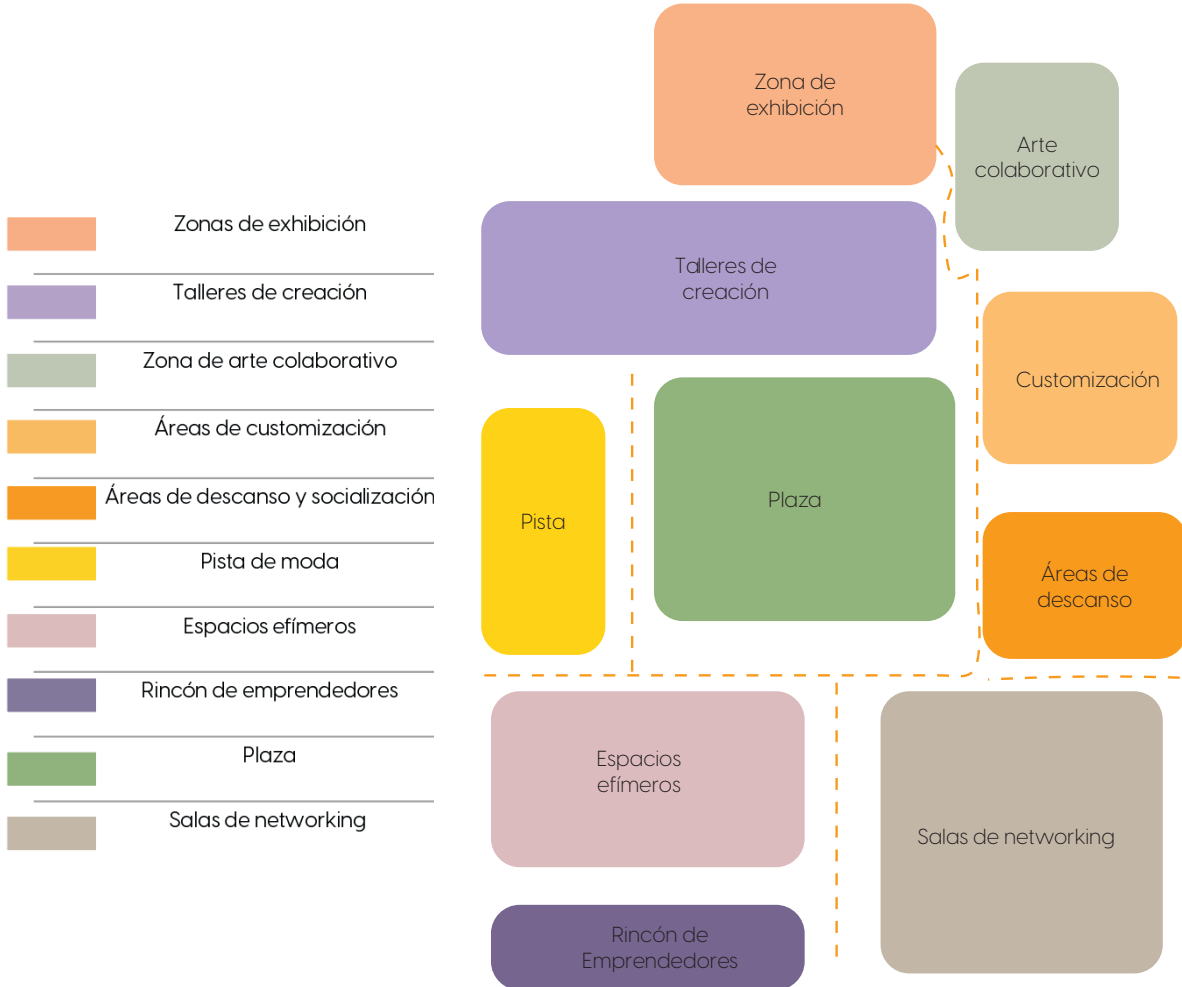 Zonas de exhibición
Talleres de creación
Zona de arte colaborativo
Áreas de customización
Áreas de descanso y socialización
Pista de moda
Espacios efímeros
Rincón de emprendedores
Plaza
Salas de networking
Zona de
exhibición
Arte
colaborativo
Talleres de
creación
Customización
Plaza
Pista
Áreas de
descanso
Espacios
efímeros
Salas de networking
Rincón de
Emprendedores